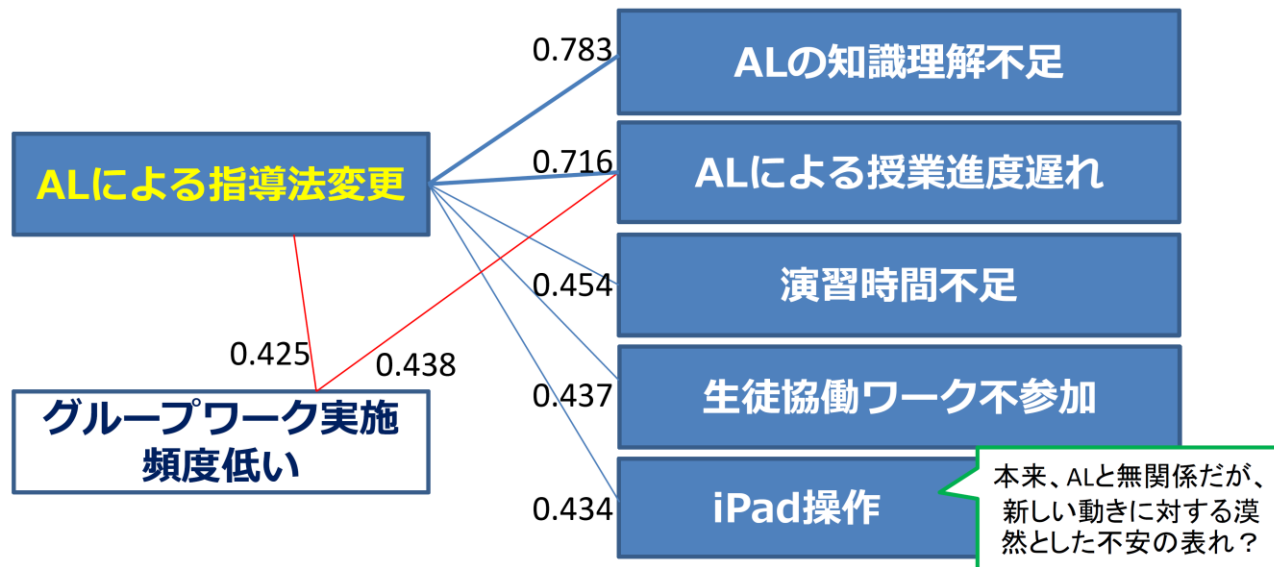 0.783
ALの知識理解不足
ALによる指導法変更
0.716
ALによる授業進度遅れ
0.454
演習時間不足
0.425
0.438
グループワーク実施
頻度低い
0.437
生徒協働ワーク不参加
0.434
iPad操作
本来、ALと無関係だが、
新しい動きに対する漠
然とした不安の表れ？